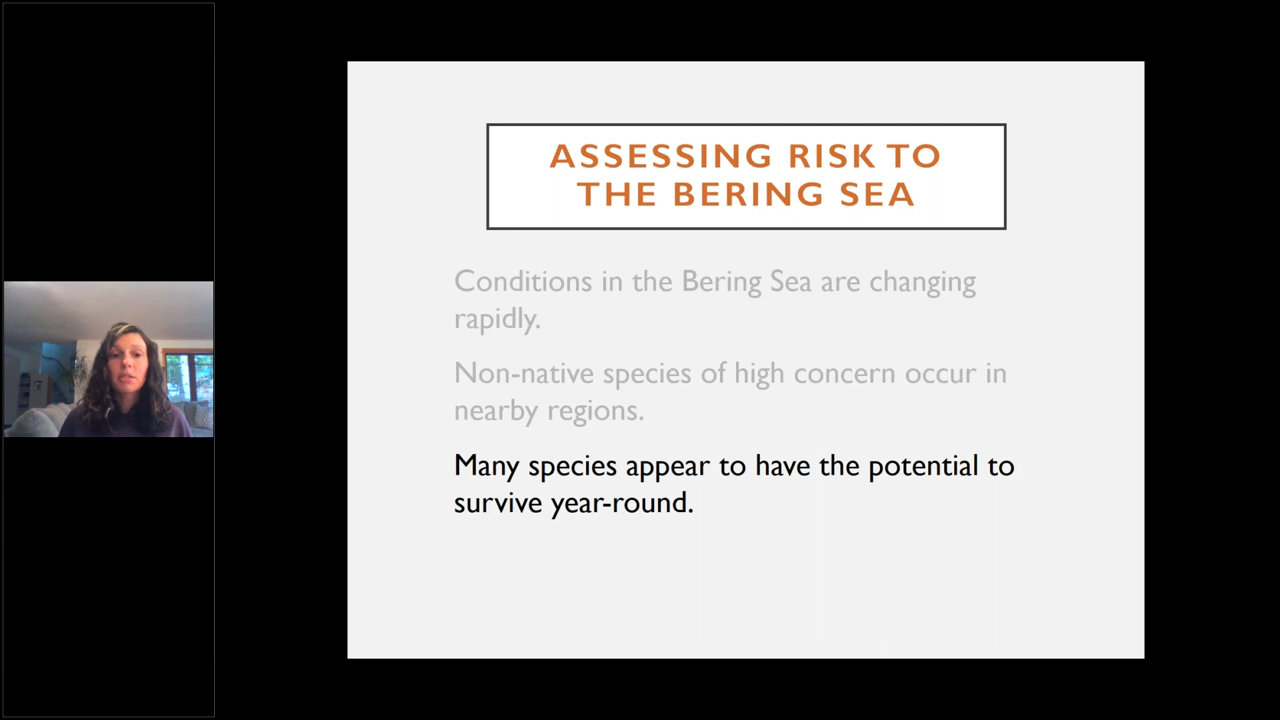 ASSESSING RISK TO
THE BERING SEA
Conditions in the Bering Sea are changing
rapidly.
Non-native species of high concern occur in
nearby regions.
Many species appear to have the potential to
survive year-round.